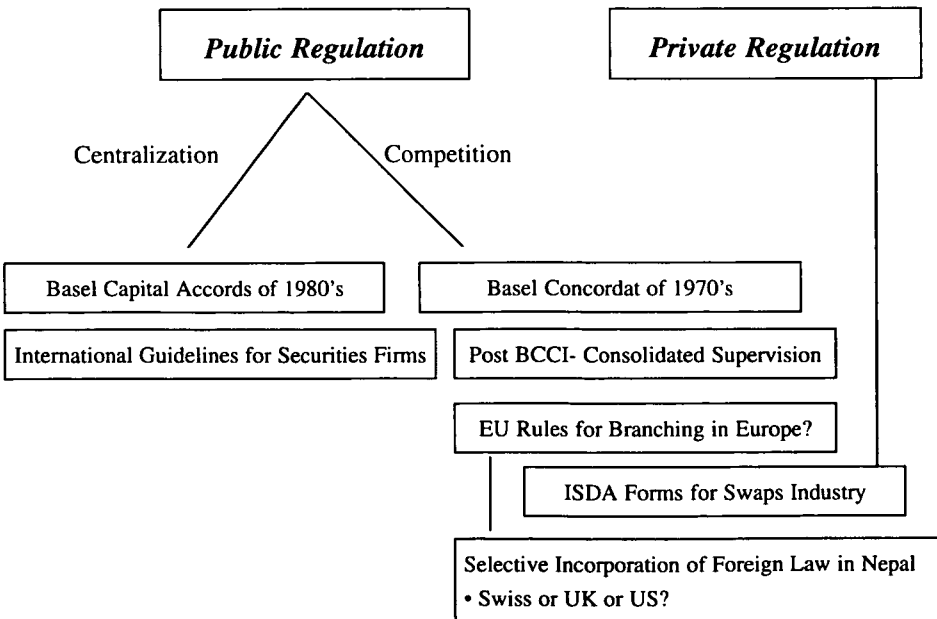 Public Regulation
Private Regulation
Centralization
Competition
Basel Capital Accords of 1980's
Basel Concordat of 1970's
International Guidelines for Securities Firms
Post BCCI- Consolidated Supervision
EU Rules for Branching in Europe?
ISDA Forms for Swaps Industry
Selective Incorporation of Foreign Law in Nepal
• Swiss or UK or US?